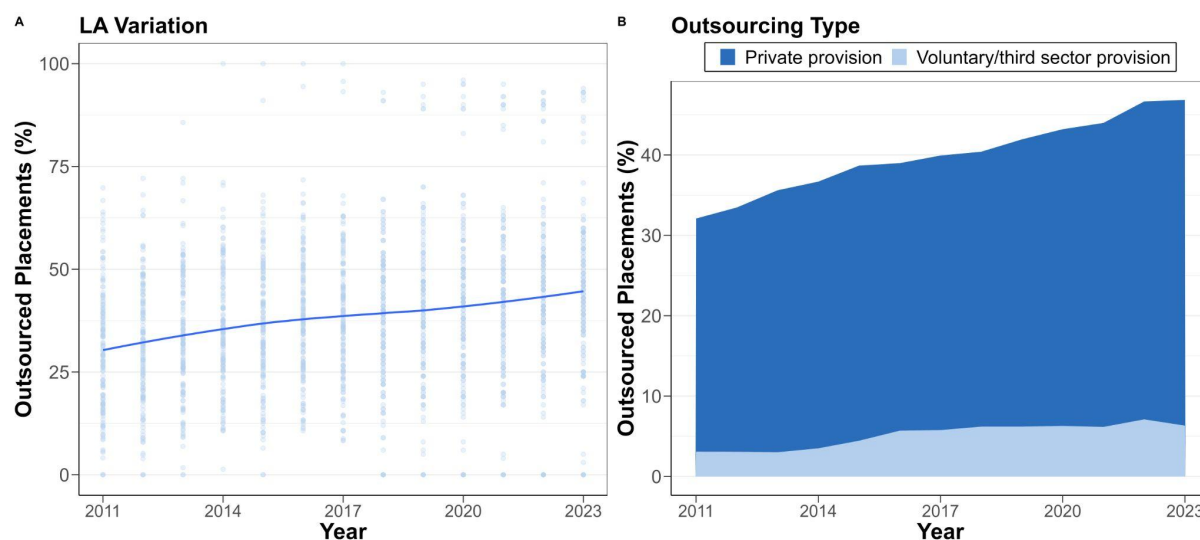 A
LA Variation
Outsourced Placements (%)
100
75
50
25
0
2011
2014
2017
2020
2023
Year
B
Outsourcing Type
Private provision
Voluntary/third sector provision
Outsourced Placements (%)
40
30
20
10
0
2011
2014
2017
2020
2023
Year